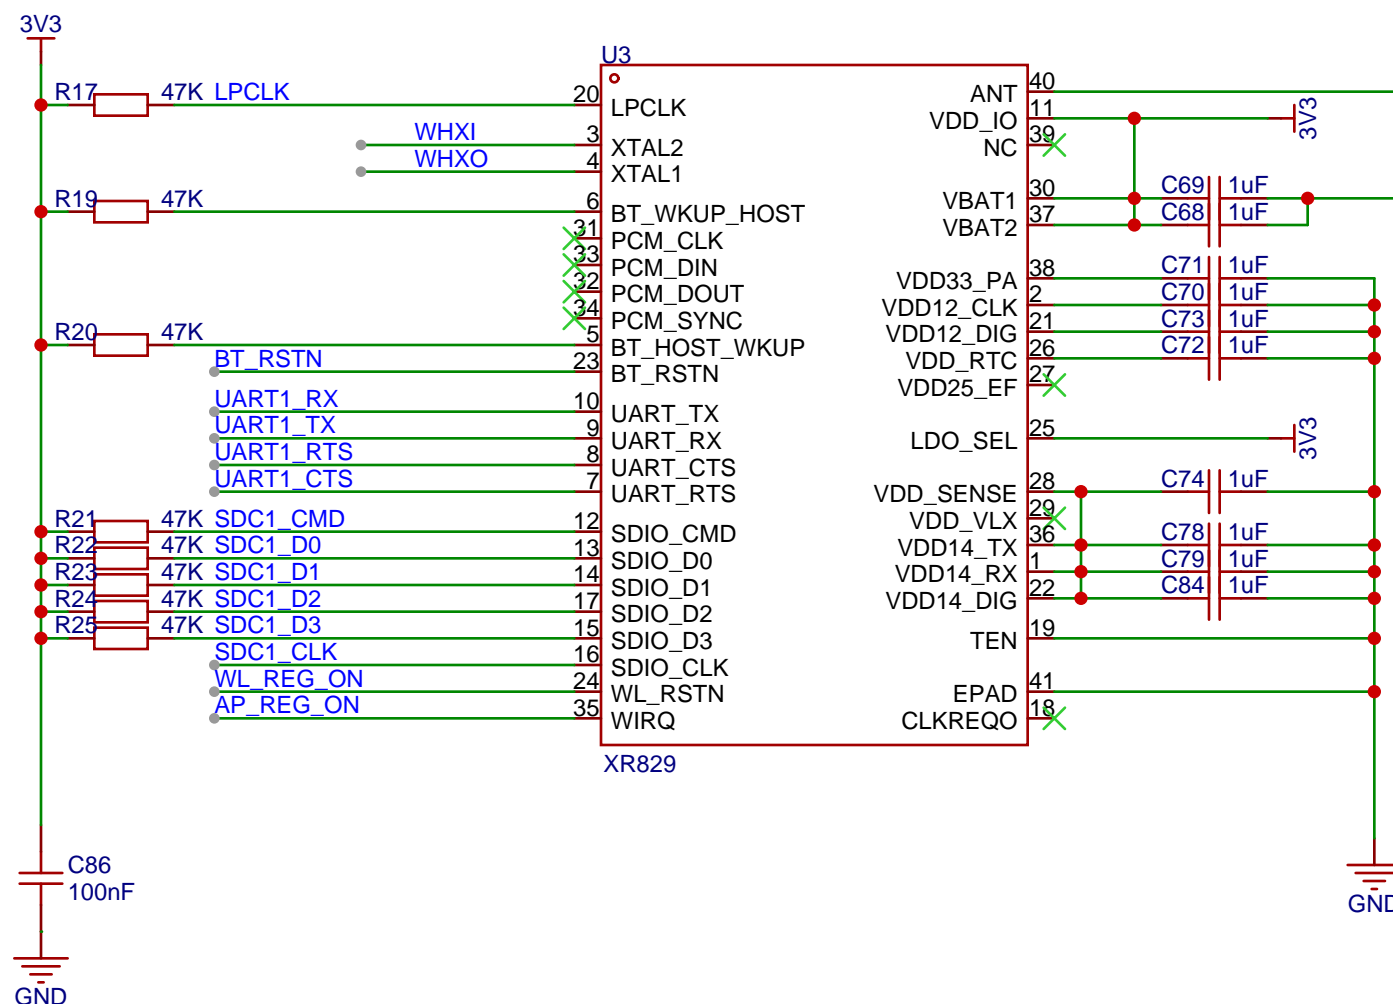 3V3
U3
R17 47K LPCLK 20 LPCLK
WHXI 3 XTAL2
WHXO 4 XTAL1
R19 47K 6 BT_WKUP_HOST
31 PCM_CLK
33 PCM_DIN
32 PCM_DOUT
34 PCM_SYNC
R20 47K 5 BT_HOST_WKUP
BT_RSTN 23 BT_RSTN
UART1_RX 10 UART_TX
UART1_TX 9 UART_RX
UART1_RTS 8 UART_CTS
UART1_CTS 7 UART_RTS
R21 47K SDC1_CMD 12 SDIO_CMD
R22 47K SDC1_D0 13 SDIO_D0
R23 47K SDC1_D1 14 SDIO_D1
R24 47K SDC1_D2 17 SDIO_D2
R25 47K SDC1_D3 15 SDIO_D3
SDC1_CLK 16 SDIO_CLK
WL_REG_ON 24 WL_RSTN
AP_REG_ON 35 WIRQ
ANT 40
VDD_IO 11 3V3
NC 39
VBAT1 30 C69 1uF
VBAT2 37 C68 1uF
VDD33_PA 38 C71 1uF
VDD12_CLK 2 C70 1uF
VDD12_DIG 21 C73 1uF
VDD_RTC 26 C72 1uF
VDD25_EF 27
LDO_SEL 25 3V3
VDD_SENSE 28 C74 1uF
VDD_VLX 29
VDD14_TX 36 C78 1uF
VDD14_RX 1 C79 1uF
VDD14_DIG 22 C84 1uF
TEN 19
EPAD 41
CLKREQO 18
XR829
C86
100nF
GND
GND